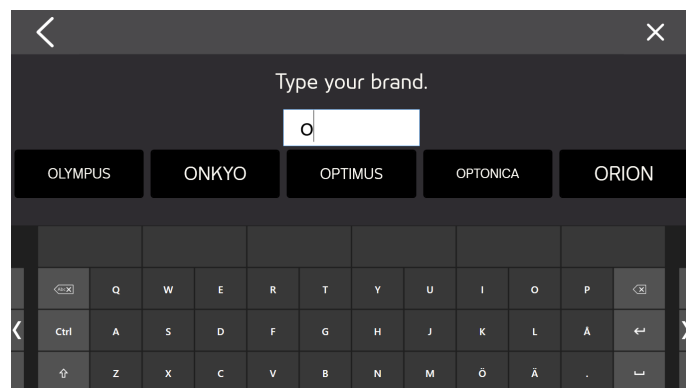 Type your brand.
o
OLYMPUS ONKYO OPTIMUS OPTONICA ORION
Q W E R T Y U I O P
Ctrl A S D F G H J K L Å
Z X C V B N M Ö Ä .